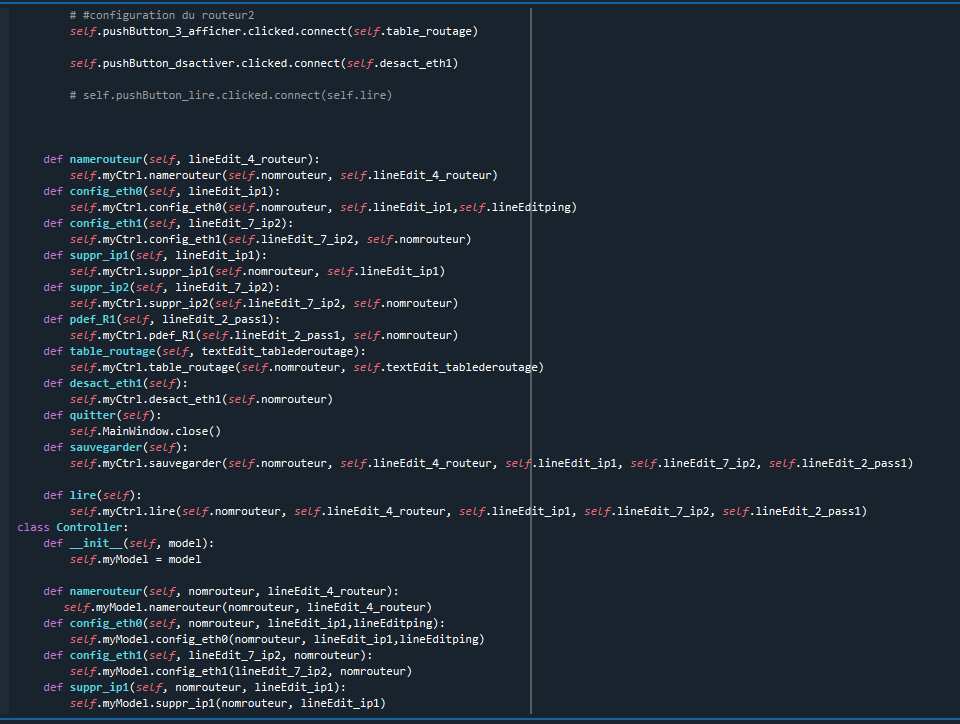 # #configuration du routeur2
self.pushButton_3_afficher.clicked.connect(self.table_routage)
self.pushButton_dsactiver.clicked.connect(self.desact_eth1)
# self.pushButton_lire.clicked.connect(self.lire)
def namerouteur(self, lineEdit_4_routeur):
self.myCtrl.namerouteur(self.nomrouteur, self.lineEdit_4_routeur)
def config_eth0(self, lineEdit_ip1):
self.myCtrl.config_eth0(self.nomrouteur, self.lineEdit_ip1,self.lineEditping)
def config_eth1(self, lineEdit_7_ip2):
self.myCtrl.config_eth1(self.lineEdit_7_ip2, self.nomrouteur)
def suppr_ip1(self, lineEdit_ip1):
self.myCtrl.suppr_ip1(self.nomrouteur, self.lineEdit_ip1)
def suppr_ip2(self, lineEdit_7_ip2):
self.myCtrl.suppr_ip2(self.lineEdit_7_ip2, self.nomrouteur)
def pdef_R1(self, lineEdit_2_pass1):
self.myCtrl.pdef_R1(self.lineEdit_2_pass1, self.nomrouteur)
def table_routage(self, textEdit_tablederoutage):
self.myCtrl.table_routage(self.nomrouteur, self.textEdit_tablederoutage)
def desact_eth1(self):
self.myCtrl.desact_eth1(self.nomrouteur)
def quitter(self):
self.MainWindow.close()
def sauvegarder(self):
self.myCtrl.sauvegarder(self.nomrouteur, self.lineEdit_4_routeur, self.lineEdit_ip1, self.lineEdit_7_ip2, self.lineEdit_2_pass1)
def lire(self):
self.myCtrl.lire(self.nomrouteur, self.lineEdit_4_routeur, self.lineEdit_ip1, self.lineEdit_7_ip2, self.lineEdit_2_pass1)
class Controller:
def __init__(self, model):
self.myModel = model
def namerouteur(self, nomrouteur, lineEdit_4_routeur):
self.myModel.namerouteur(nomrouteur, lineEdit_4_routeur)
def config_eth0(self, nomrouteur, lineEdit_ip1,lineEditping):
self.myModel.config_eth0(nomrouteur, lineEdit_ip1,lineEditping)
def config_eth1(self, lineEdit_7_ip2, nomrouteur):
self.myModel.config_eth1(lineEdit_7_ip2, nomrouteur)
def suppr_ip1(self, nomrouteur, lineEdit_ip1):
self.myModel.suppr_ip1(nomrouteur, lineEdit_ip1)